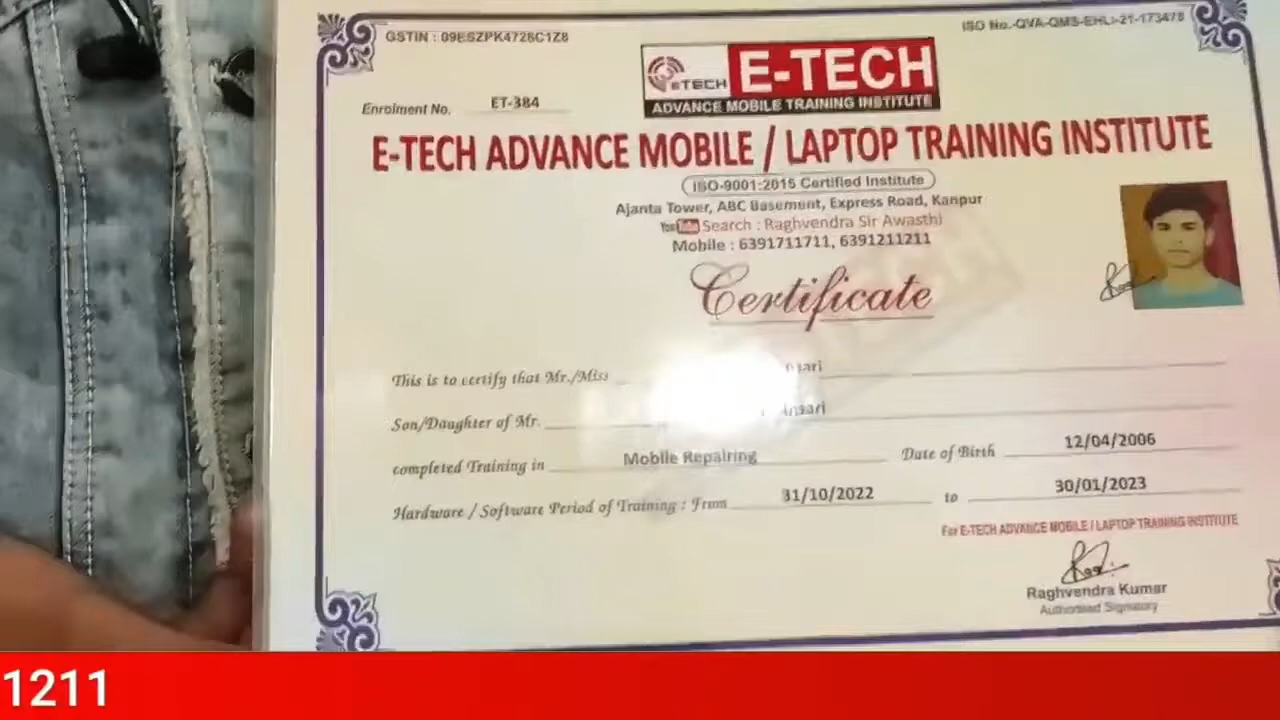 GSTIN : 09ESZPK4728C1Z8
ISO No.-QVA-QMS-EHLI-21-173478
Enrolment No. ET-384
eTECH E-TECH
ADVANCE MOBILE TRAINING INSTITUTE
E-TECH ADVANCE MOBILE / LAPTOP TRAINING INSTITUTE
ISO-9001:2015 Certified Institute
Ajanta Tower, ABC Basement, Express Road, Kanpur
YouTube Search : Raghvendra Sir Awasthi
Mobile : 6391711711, 6391211211
Certificate
This is to certify that Mr./Miss
Son/Daughter of Mr.
completed Training in Mobile Repairing Date of Birth 12/04/2006
Hardware / Software Period of Training : From 31/10/2022 to 30/01/2023
For E-TECH ADVANCE MOBILE / LAPTOP TRAINING INSTITUTE
Raghvendra Kumar
Authorised Signatory
1211